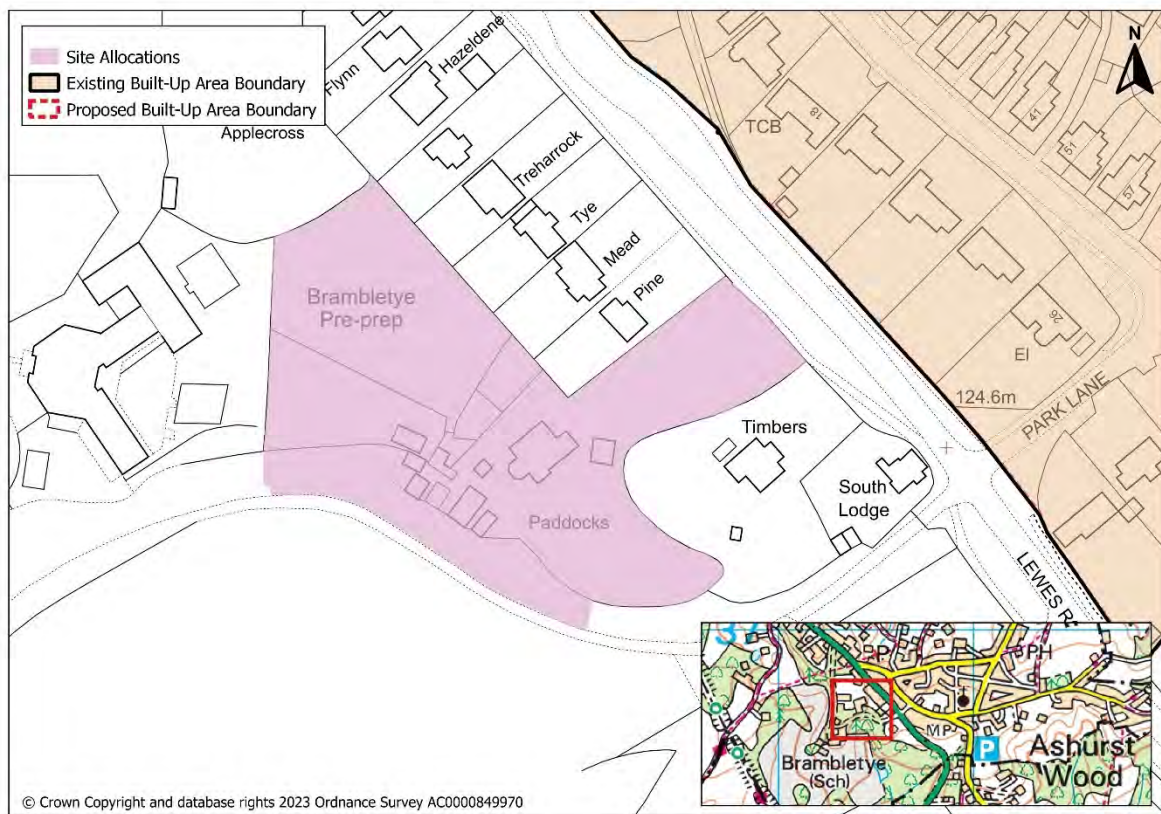 Site Allocations
Existing Built-Up Area Boundary
Proposed Built-Up Area Boundary
N
Flynn
Hazeldene
Applecross
Treharrock
Tye
Mead
Pine
TCB
18
41
51
57
26
El
124.6m
PARK LANE
Brambletye
Pre-prep
Timbers
South
Lodge
Paddocks
LEWES R
PH
MP
P
Ashurst
Wood
Brambletye
(Sch)
© Crown Copyright and database rights 2023 Ordnance Survey AC0000849970